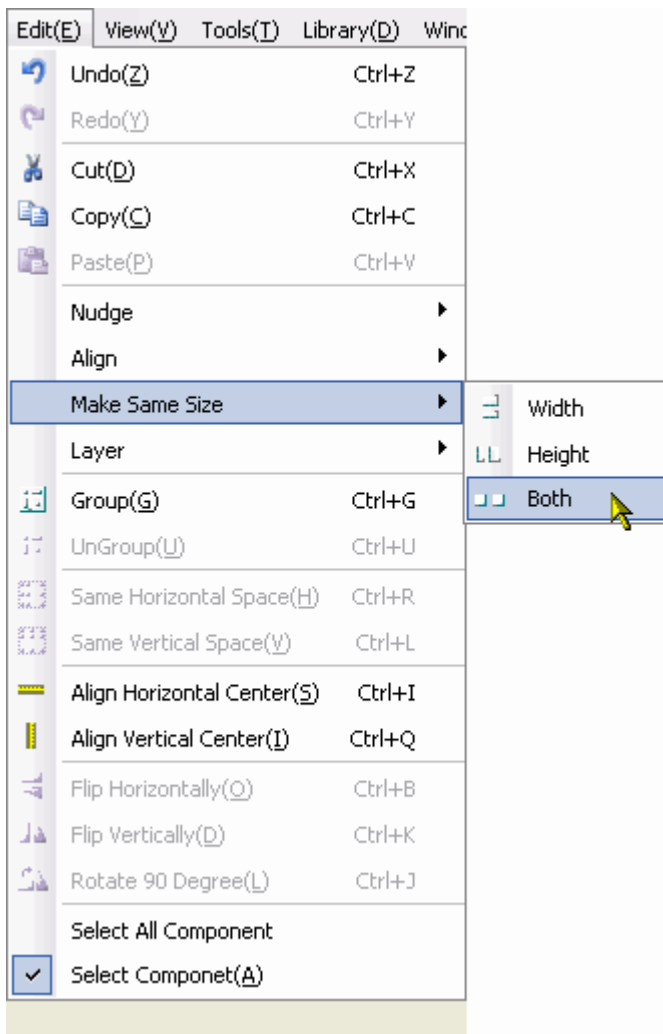 Edit(E) View(V) Tools(T) Library(D) Winc
Undo(Z) Ctrl+Z
Redo(Y) Ctrl+Y
Cut(D) Ctrl+X
Copy(C) Ctrl+C
Paste(P) Ctrl+V
Nudge
Align
Make Same Size
Width
Layer
Height
Group(G) Ctrl+G
Both
UnGroup(U) Ctrl+U
Same Horizontal Space(H) Ctrl+R
Same Vertical Space(V) Ctrl+L
Align Horizontal Center(S) Ctrl+I
Align Vertical Center(I) Ctrl+Q
Flip Horizontally(O) Ctrl+B
Flip Vertically(D) Ctrl+K
Rotate 90 Degree(L) Ctrl+J
Select All Component
Select Componet(A)